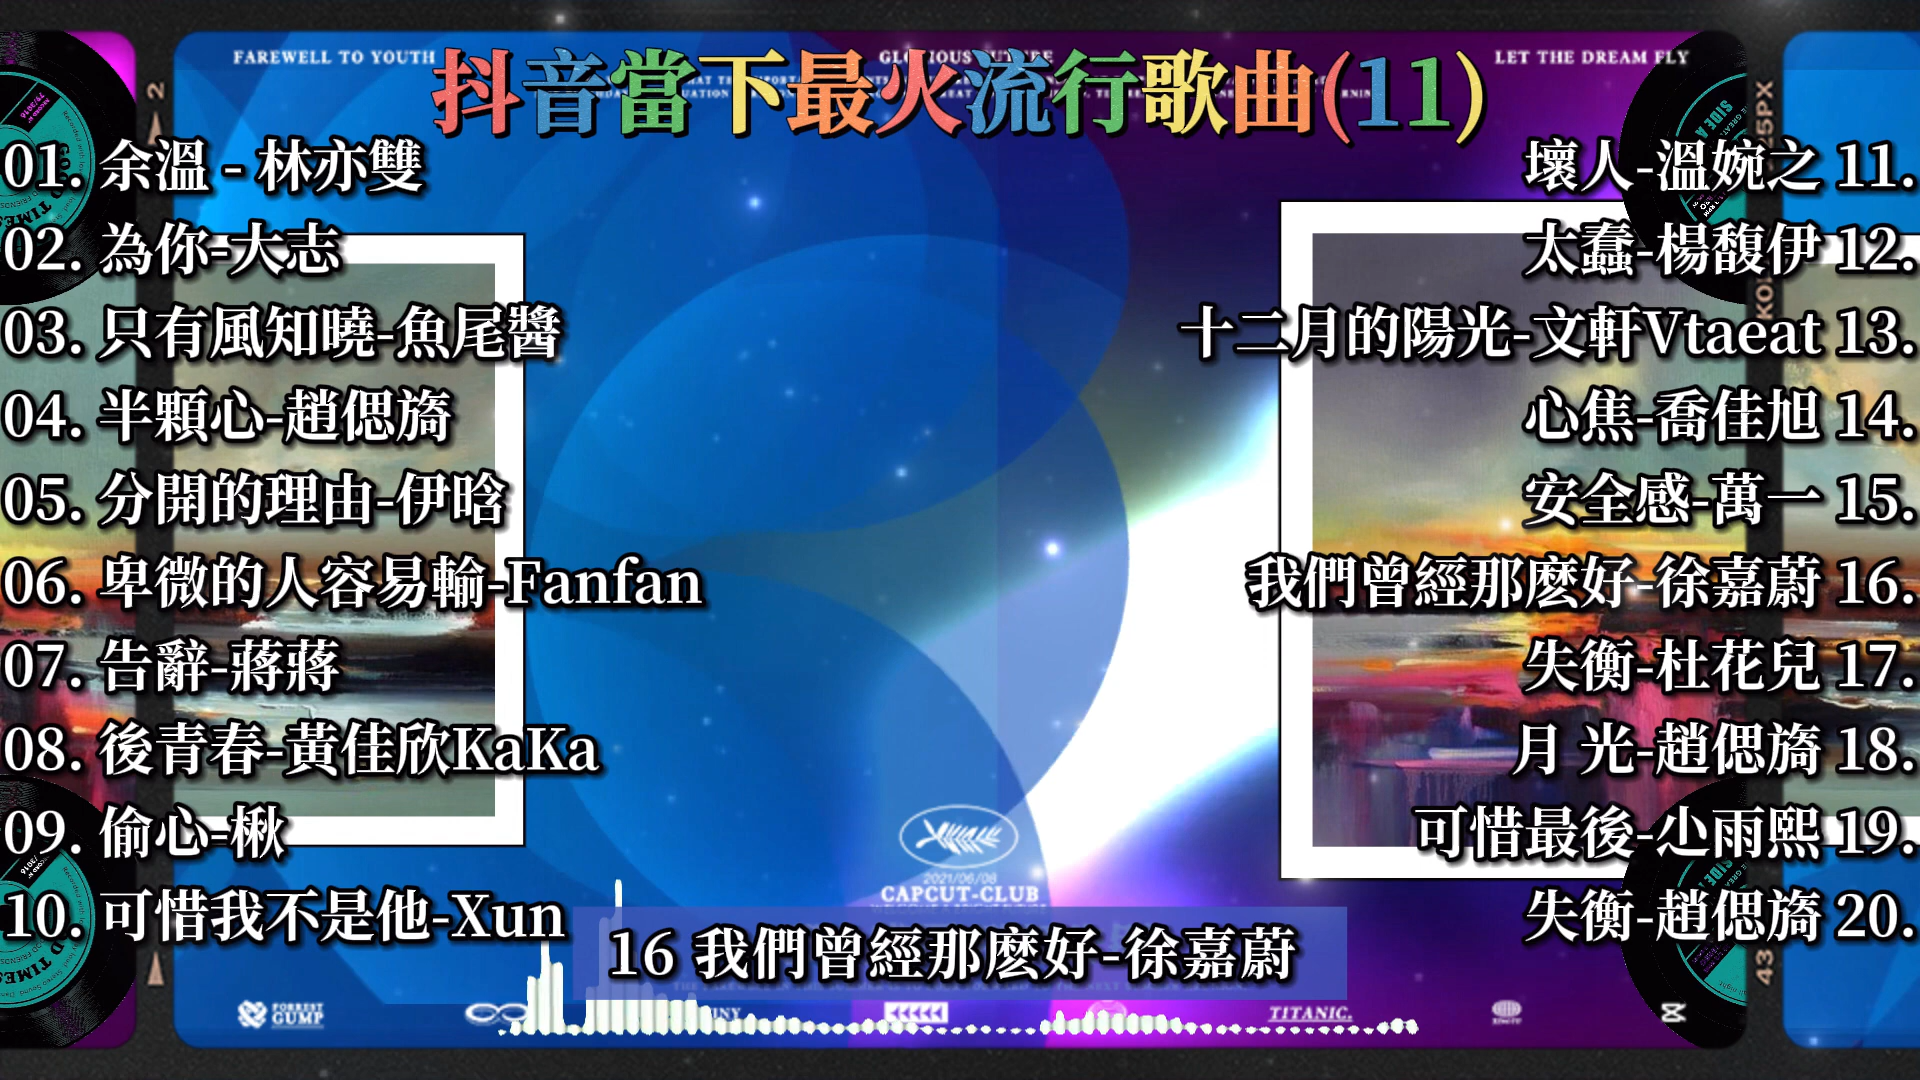 FAREWELL TO YOUTH
LET THE DREAM FLY
抖音當下最火流行歌曲(11)
01. 余溫 - 林亦雙
02. 為你-大志
03. 只有風知曉-魚尾醬
04. 半顆心-趙偲旖
05. 分開的理由-伊晗
06. 卑微的人容易輸-Fanfan
07. 告辭-蔣蔣
08. 後青春-黃佳欣KaKa
09. 偷心-楸
10. 可惜我不是他-Xun
壞人-溫婉之 11.
太蠢-楊馥伊 12.
十二月的陽光-文軒Vtaeat 13.
心焦-喬佳旭 14.
安全感-萬一 15.
我們曾經那麽好-徐嘉蔚 16.
失衡-杜花兒 17.
月 光-趙偲旖 18.
可惜最後-尐雨熙 19.
失衡-趙偲旖 20.
2021/06/08
CAPCUT-CLUB
16 我們曾經那麽好-徐嘉蔚
FORREST
GUMP
TITANIC.